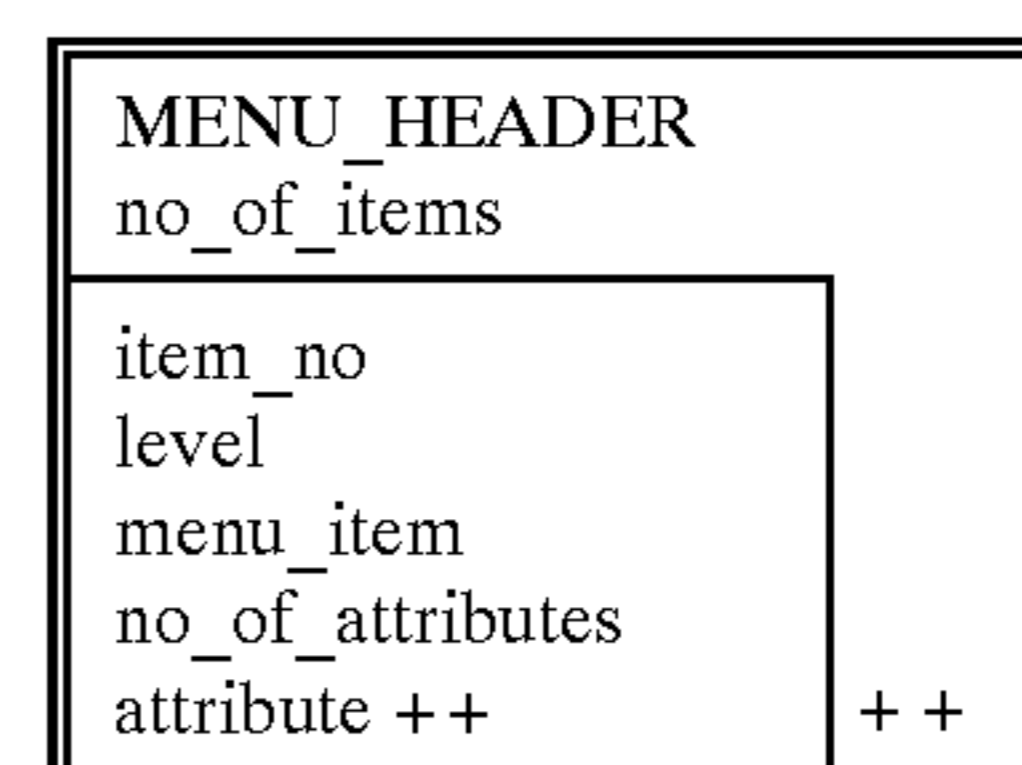 MENU_HEADER
no_of_items
item_no
level
menu_item
no_of_attributes
attribute ++ + +